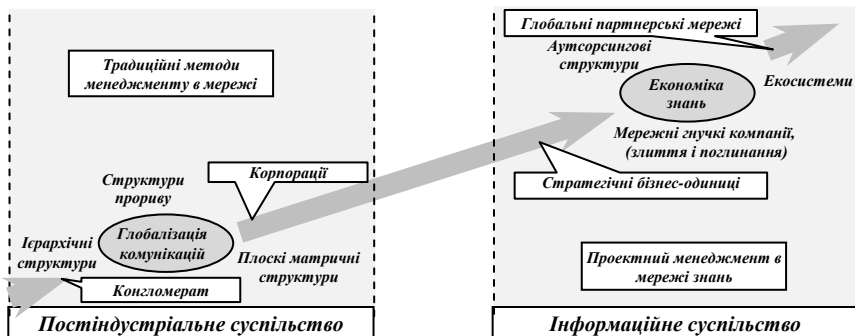 Традиційні методи
менеджменту в мережі
Структури
прориву
Корпорації
Ієрархічні
структури
Глобалізація
комунікацій
Плоскі матричні
структури
Конгломерат
Постіндустріальне суспільство
Глобальні партнерські мережі
Аутсорсингові
структури
Екосистеми
Економіка
знань
Мережні гнучкі компанії,
(злиття і поглинання)
Стратегічні бізнес-одиниці
Проектний менеджмент в
мережі знань
Інформаційне суспільство